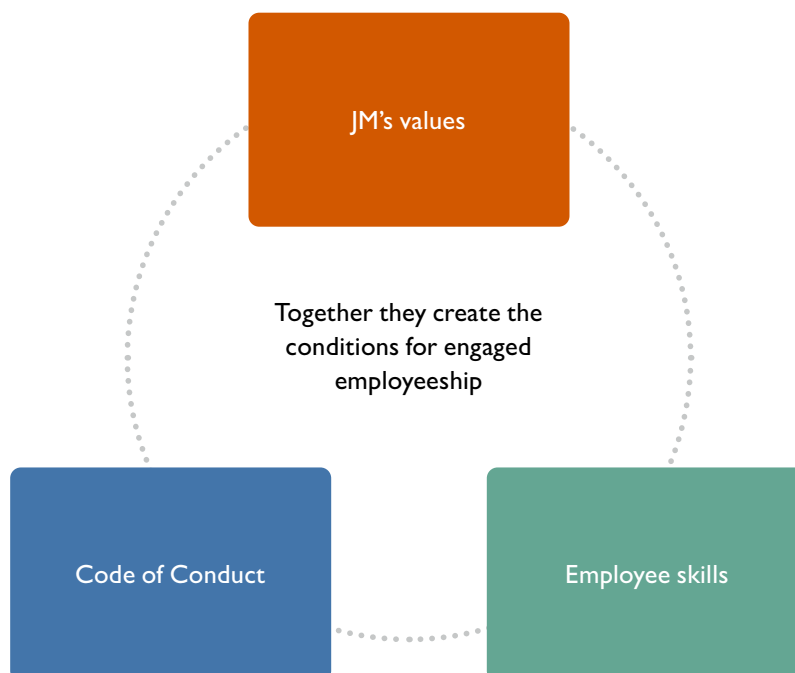 JM’s values
Together they create the
conditions for engaged
employeeship
Code of Conduct
Employee skills